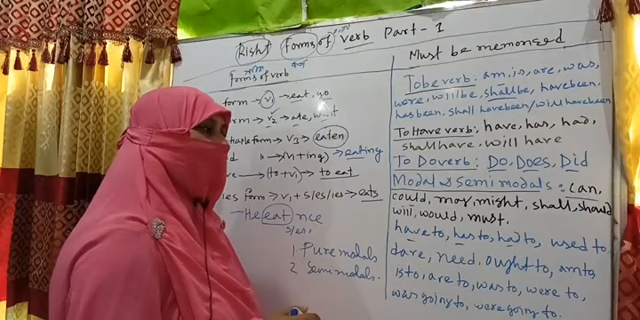 Right forms of verb Part-1
forms of verb
form → V1 → eat, go
V2 → ate, went
form → V3 → eaten
(n+ing) → eating
(to+v1) → to eat
form → V1 + s/es/ies → eats
He eat nce
s/es,
1. Pure modals
2. Semi modals.
Must be memorised
To be verb: am, is, are, was,
were, will be, shall be, have been,
has been, shall have been/will have been
To Have verb: have, has, had,
shall have, will have
To Do verb: Do, Does, Did
Modal & Semi modals: can,
could, may, might, shall, should
will, would, must.
have to, has to, had to, used to
dare, need, ought to, am to,
is to, are to, was to, were to,
was going to, were going to.